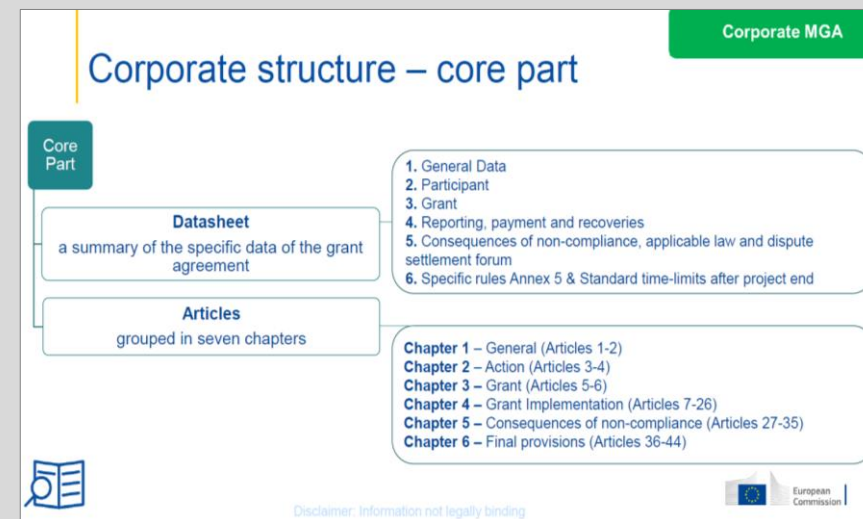 Corporate MGA
Corporate structure – core part
Core
Part
Datasheet
a summary of the specific data of the grant
agreement
1. General Data
2. Participant
3. Grant
4. Reporting, payment and recoveries
5. Consequences of non-compliance, applicable law and dispute
settlement forum
6. Specific rules Annex 5 & Standard time-limits after project end
Articles
grouped in seven chapters
Chapter 1 – General (Articles 1-2)
Chapter 2 – Action (Articles 3-4)
Chapter 3 – Grant (Articles 5-6)
Chapter 4 – Grant Implementation (Articles 7-26)
Chapter 5 – Consequences of non-compliance (Articles 27-35)
Chapter 6 – Final provisions (Articles 36-44)
Disclaimer: Information not legally binding
European
Commission